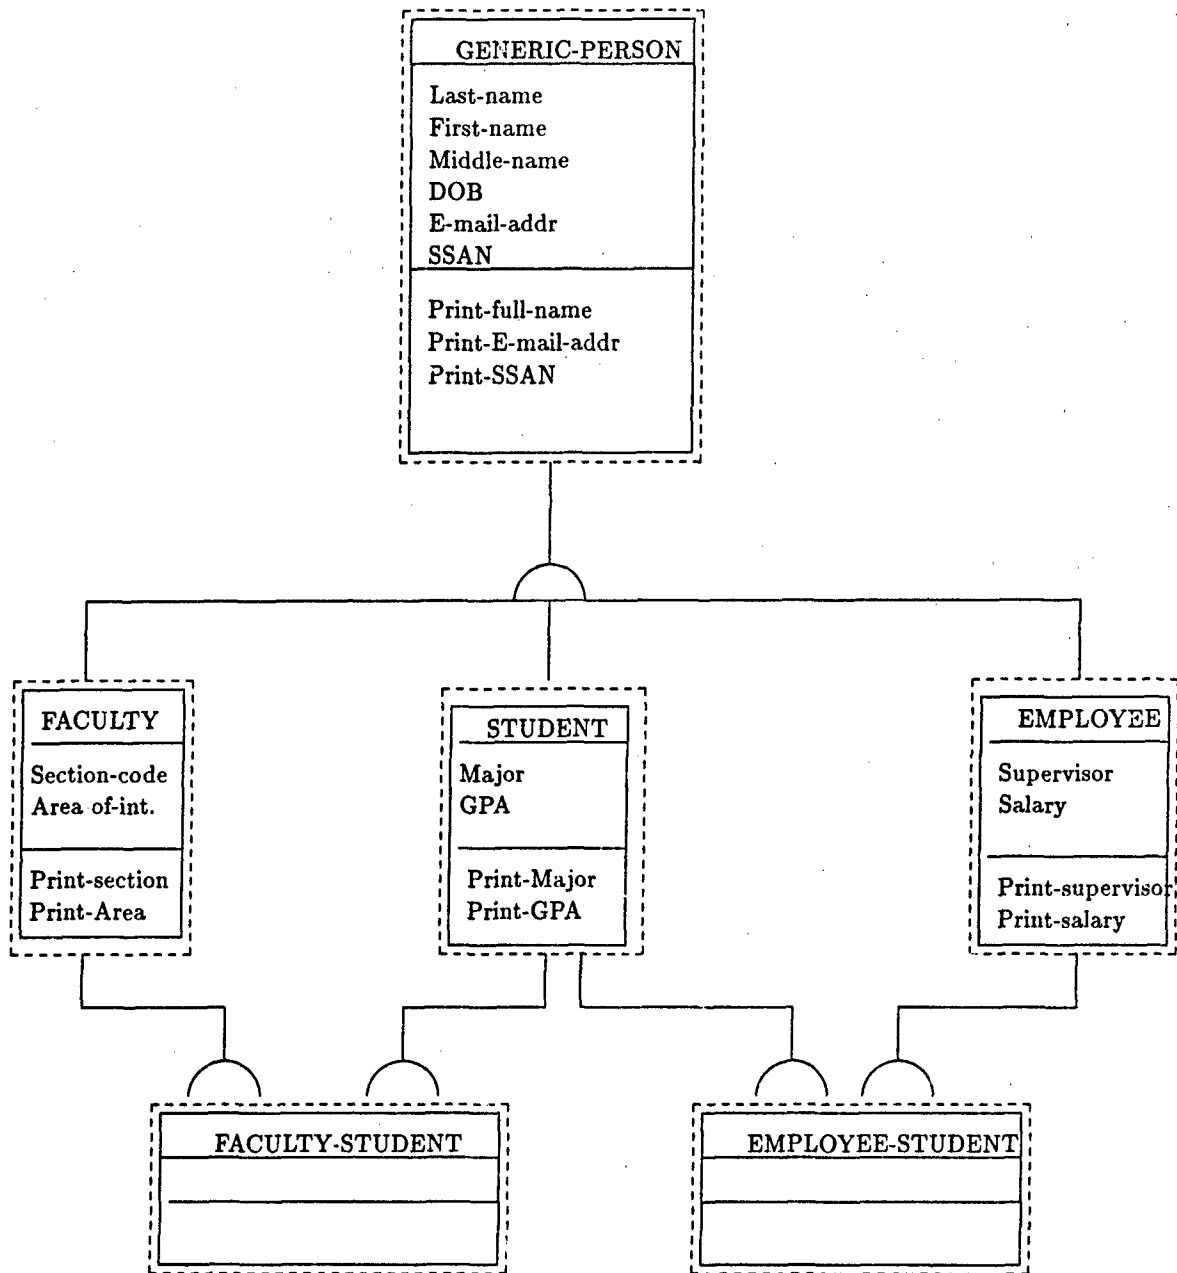 GENERIC-PERSON
Last-name
First-name
Middle-name
DOB
E-mail-addr
SSAN
Print-full-name
Print-E-mail-addr
Print-SSAN
FACULTY
Section-code
Area of-int.
Print-section
Print-Area
STUDENT
Major
GPA
Print-Major
Print-GPA
EMPLOYEE
Supervisor
Salary
Print-supervisor
Print-salary
FACULTY-STUDENT
EMPLOYEE-STUDENT